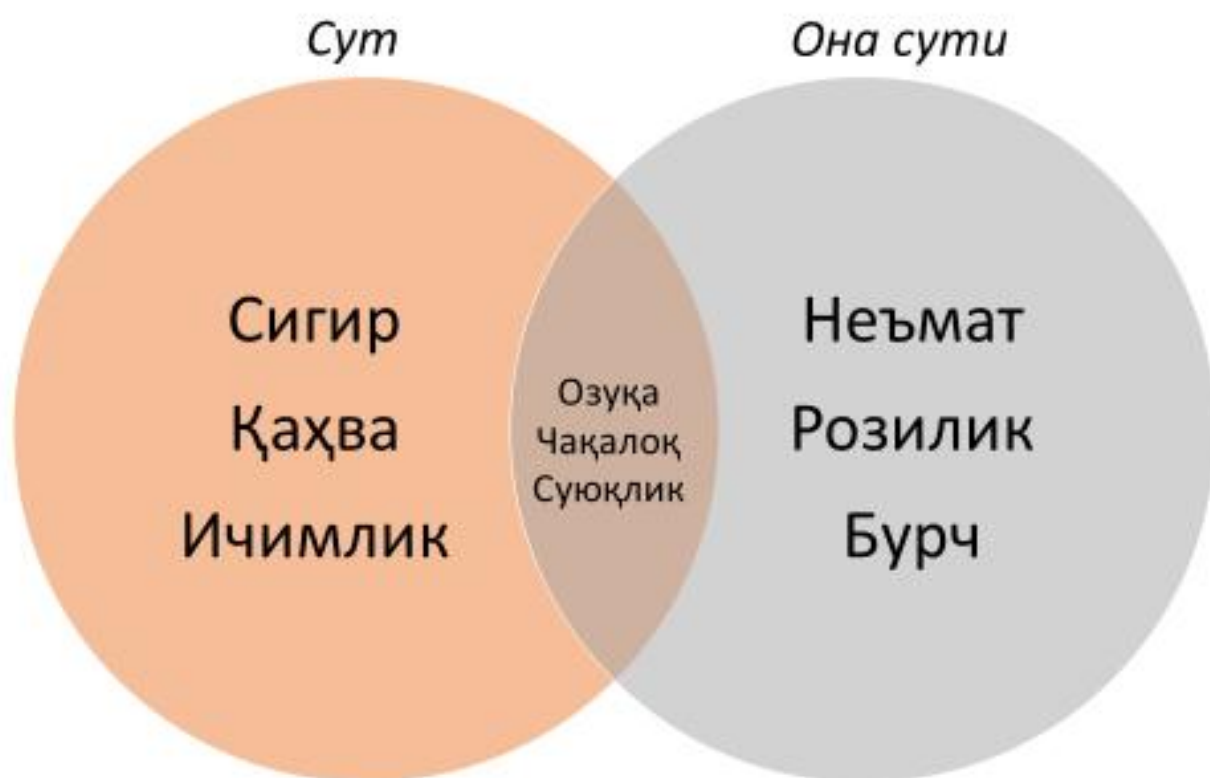 Сут
Она сути
Сигир
Қаҳва
Ичимлик
Озуқа
Чақалоқ
Суюқлик
Неъмат
Розилик
Бурч